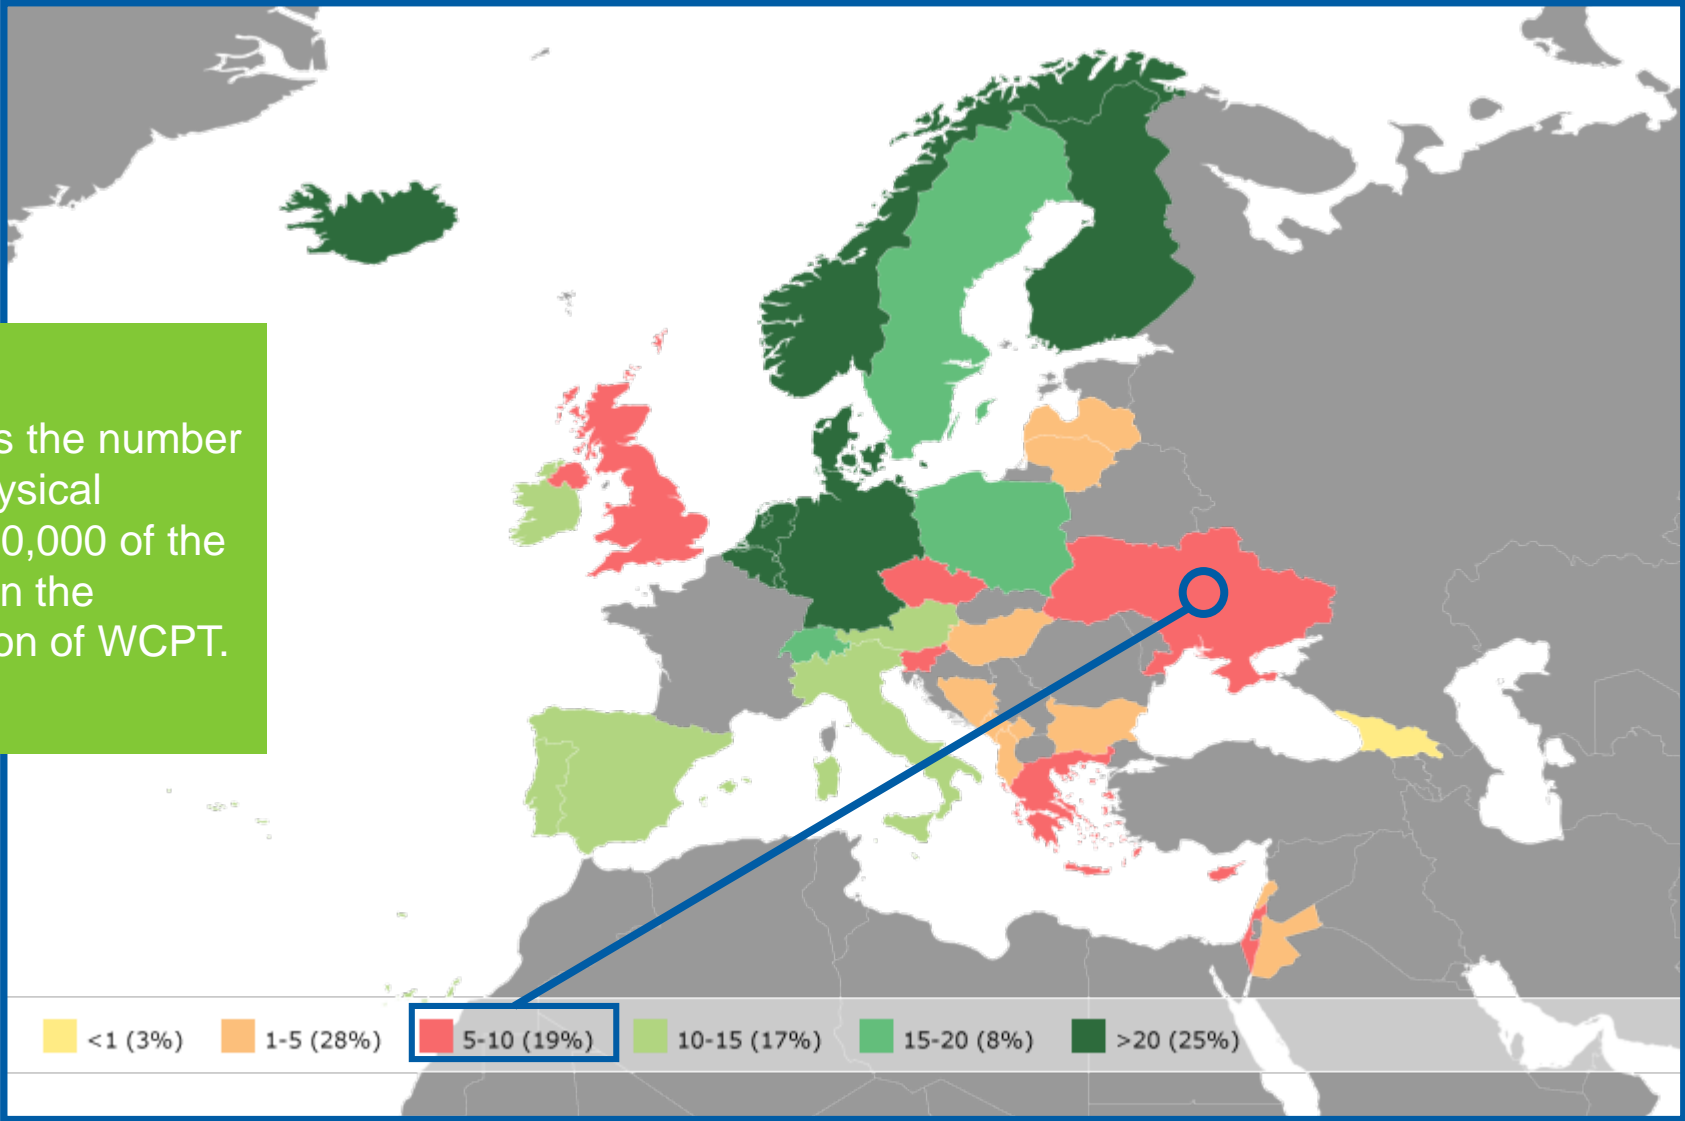 s the number
ysical
0,000 of the
n the
on of WCPT.
<1 (3%)
1-5 (28%)
5-10 (19%)
10-15 (17%)
15-20 (8%)
>20 (25%)